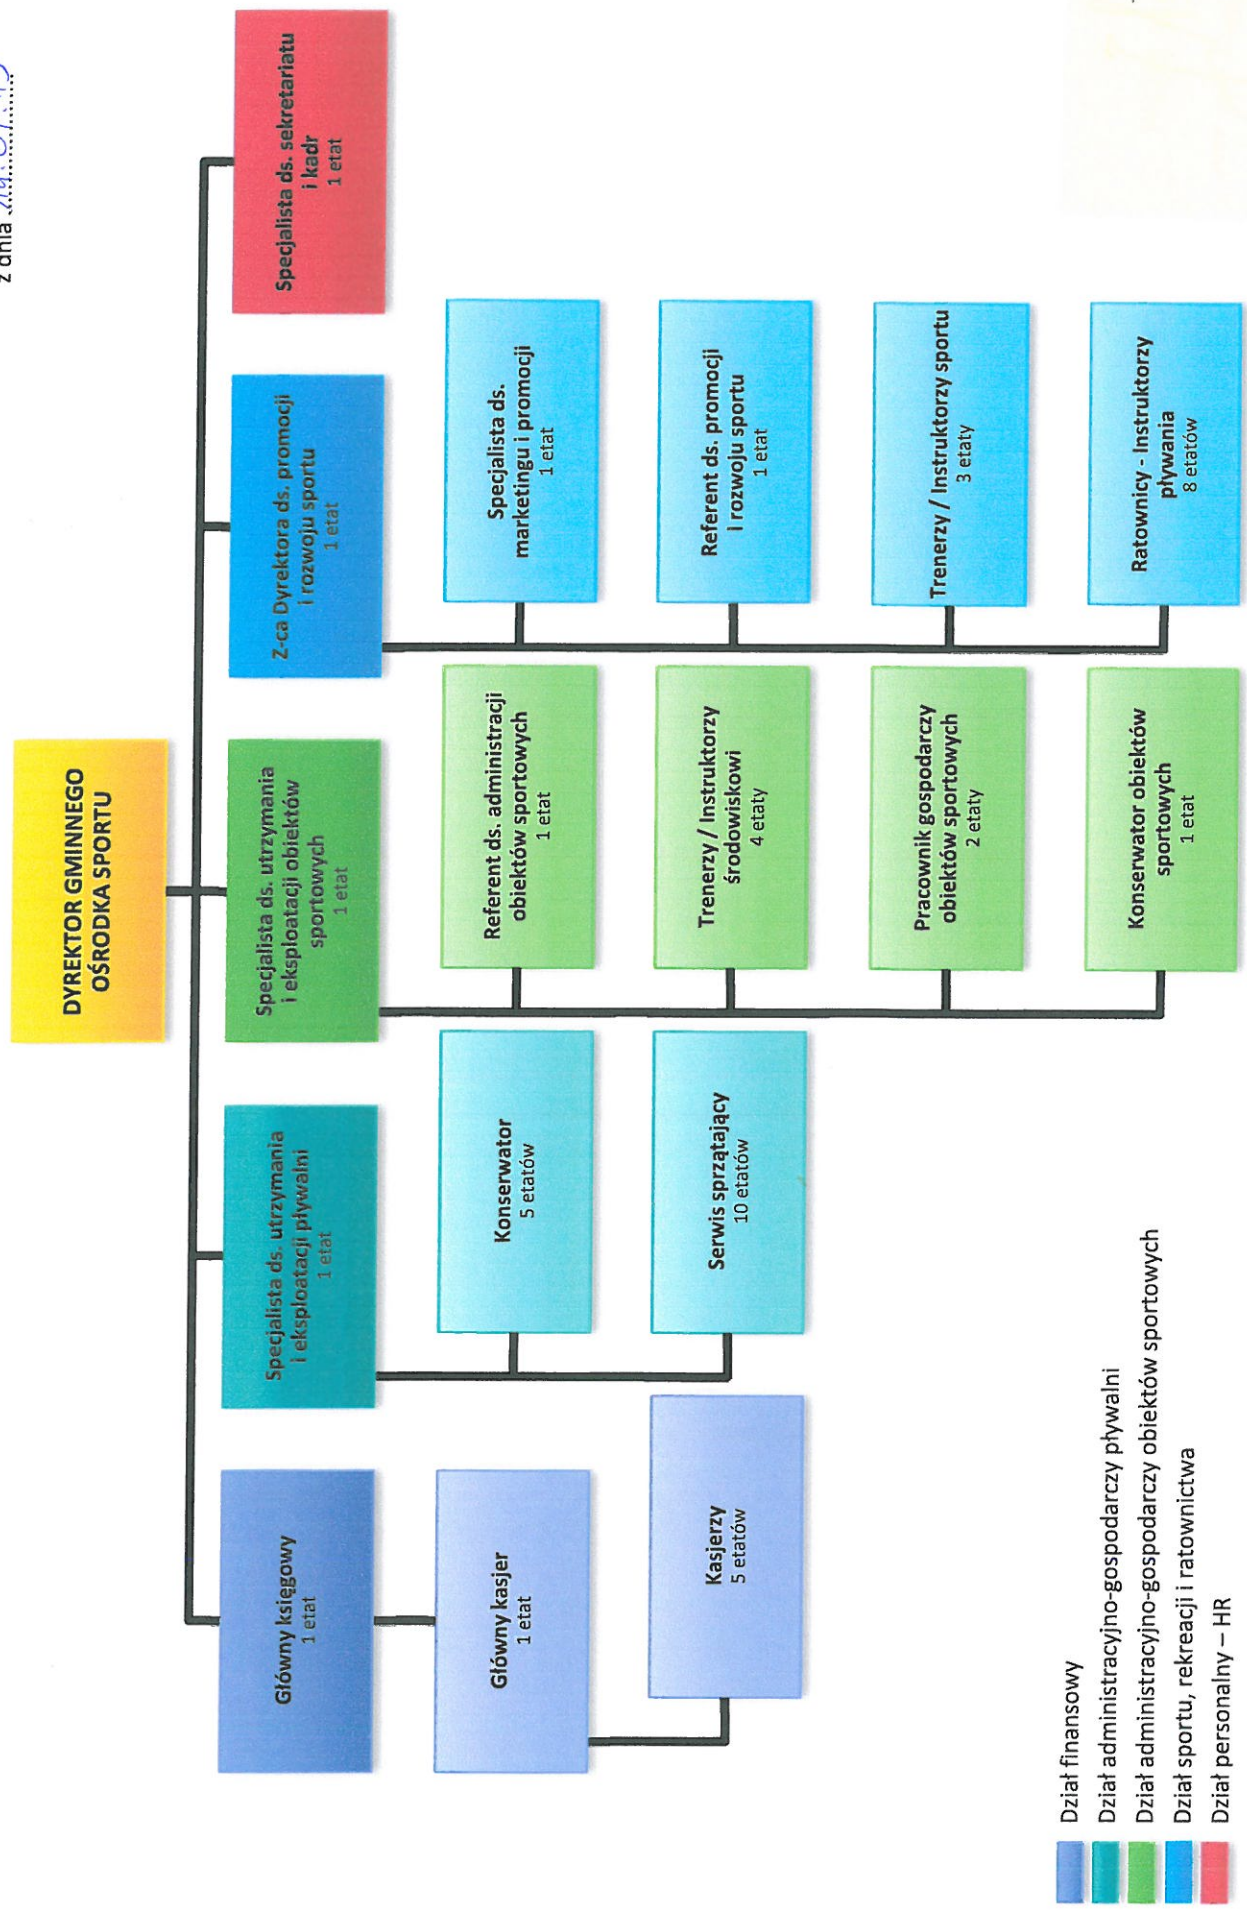 z dnia
DYREKTOR GMINNEGO
OŚRODKA SPORTU
Główny księgowy
1 etat
Główny kasjer
1 etat
Kasjerzy
5 etatów
Specjalista ds. utrzymania
i eksploatacji pływalni
1 etat
Konserwator
5 etatów
Serwis sprzątający
10 etatów
Specjalista ds. utrzymania
i eksploatacji obiektów
sportowych
1 etat
Referent ds. administracji
obiektów sportowych
1 etat
Trenerzy / Instruktorzy
środowiskowi
4 etaty
Pracownik gospodarczy
obiektów sportowych
2 etaty
Konserwator obiektów
sportowych
1 etat
Z-ca Dyrektora ds. promocji
i rozwoju sportu
1 etat
Specjalista ds.
marketingu i promocji
1 etat
Referent ds. promocji
i rozwoju sportu
1 etat
Trenerzy / Instruktorzy sportu
3 etaty
Ratownicy - Instruktorzy
pływania
8 etatów
Specjalista ds. sekretariatu
i kadr
1 etat
Dział finansowy
Dział administracyjno-gospodarczy pływalni
Dział administracyjno-gospodarczy obiektów sportowych
Dział sportu, rekreacji i ratownictwa
Dział personalny – HR